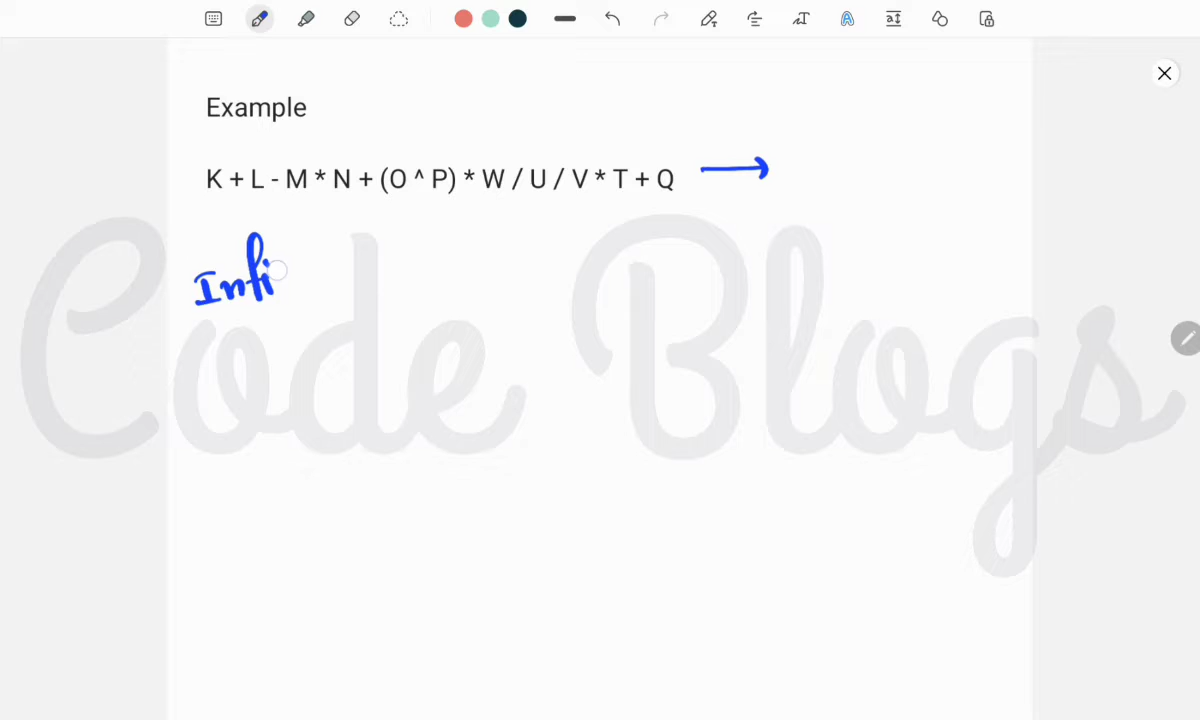 Example
K + L - M * N + (O ^ P) * W / U / V * T + Q
Infi
Code Blogs